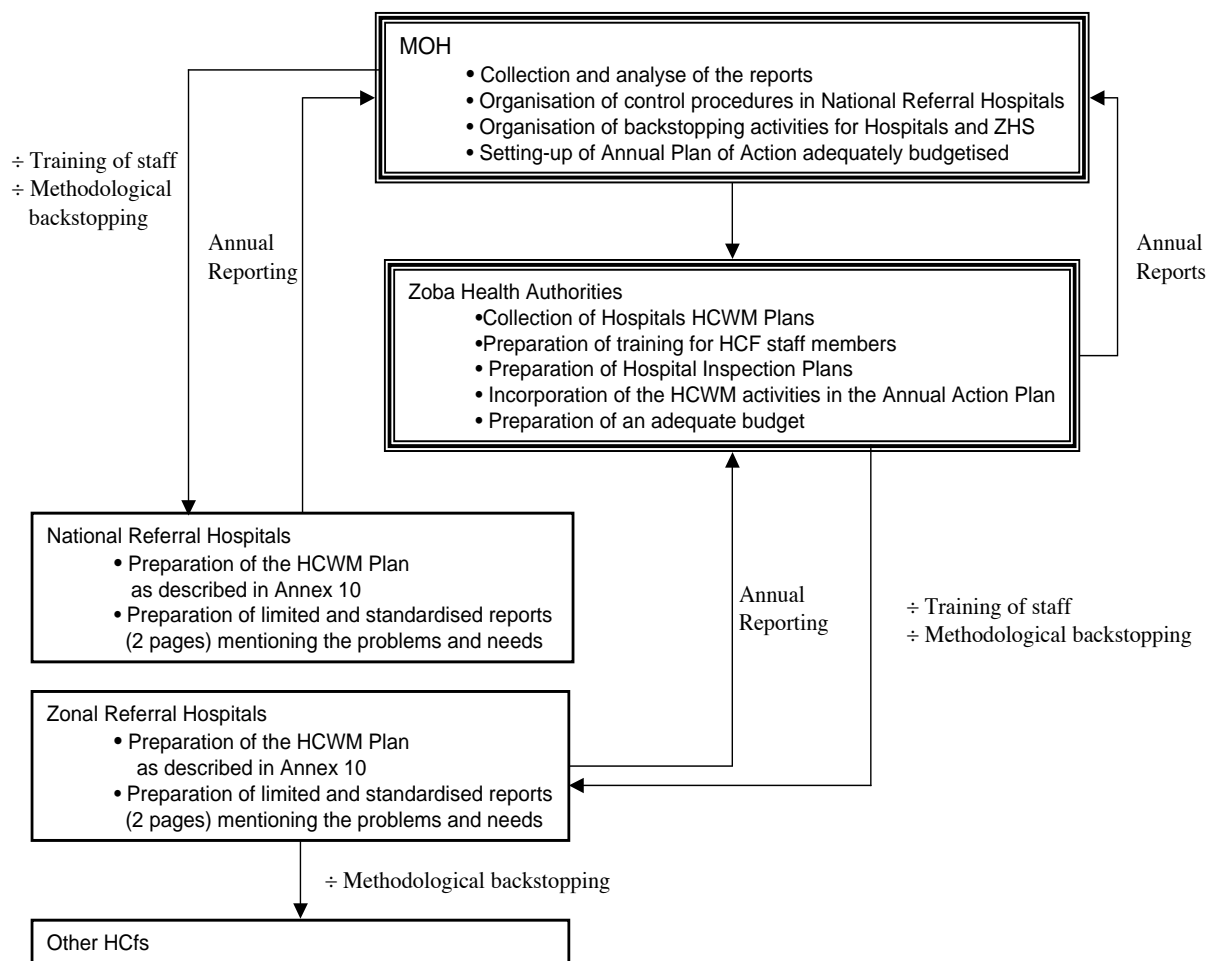 MOH
• Collection and analyse of the reports
• Organisation of control procedures in National Referral Hospitals
• Organisation of backstopping activities for Hospitals and ZHS
• Setting-up of Annual Plan of Action adequately budgetised
÷ Training of staff
÷ Methodological
backstopping
Annual
Reporting
Annual
Reports
Zoba Health Authorities
•Collection of Hospitals HCWM Plans
•Preparation of training for HCF staff members
• Preparation of Hospital Inspection Plans
• Incorporation of the HCWM activities in the Annual Action Plan
• Preparation of an adequate budget
National Referral Hospitals
• Preparation of the HCWM Plan
as described in Annex 10
• Preparation of limited and standardised reports
(2 pages) mentioning the problems and needs
Annual
Reporting
÷ Training of staff
÷ Methodological backstopping
Zonal Referral Hospitals
• Preparation of the HCWM Plan
as described in Annex 10
• Preparation of limited and standardised reports
(2 pages) mentioning the problems and needs
÷ Methodological backstopping
Other HCfs